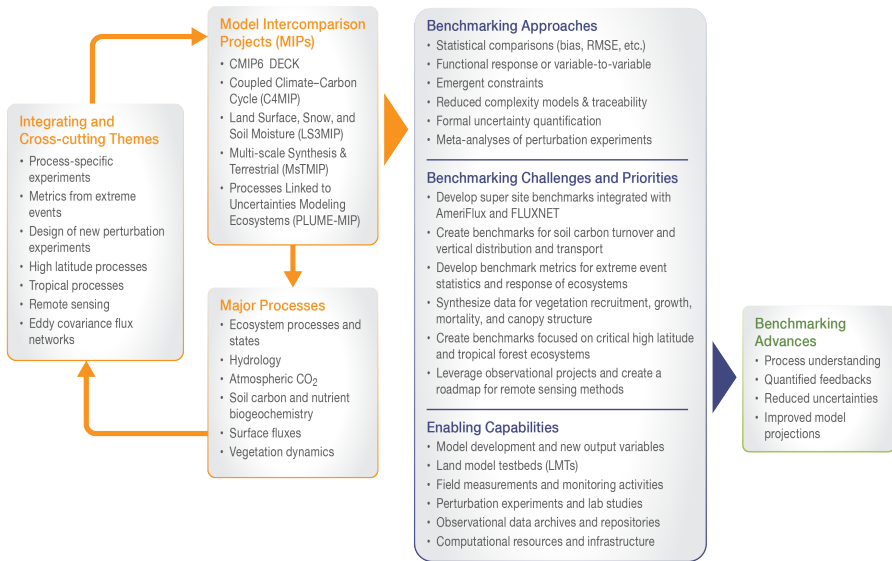 Integrating and
Cross-cutting Themes
• Process-specific
experiments
• Metrics from extreme
events
• Design of new perturbation
experiments
• High latitude processes
• Tropical processes
• Remote sensing
• Eddy covariance flux
networks
Model Intercomparison
Projects (MIPs)
• CMIP6 DECK
• Coupled Climate–Carbon
Cycle (C4MIP)
• Land Surface, Snow, and
Soil Moisture (LS3MIP)
• Multi-scale Synthesis &
Terrestrial (MsTMIP)
• Processes Linked to
Uncertainties Modeling
Ecosystems (PLUME-MIP)
Major Processes
• Ecosystem processes and
states
• Hydrology
• Atmospheric CO₂
• Soil carbon and nutrient
biogeochemistry
• Surface fluxes
• Vegetation dynamics
Benchmarking Approaches
• Statistical comparisons (bias, RMSE, etc.)
• Functional response or variable-to-variable
• Emergent constraints
• Reduced complexity models & traceability
• Formal uncertainty quantification
• Meta-analyses of perturbation experiments
Benchmarking Challenges and Priorities
• Develop super site benchmarks integrated with
AmeriFlux and FLUXNET
• Create benchmarks for soil carbon turnover and
vertical distribution and transport
• Develop benchmark metrics for extreme event
statistics and response of ecosystems
• Synthesize data for vegetation recruitment, growth,
mortality, and canopy structure
• Create benchmarks focused on critical high latitude
and tropical forest ecosystems
• Leverage observational projects and create a
roadmap for remote sensing methods
Enabling Capabilities
• Model development and new output variables
• Land model testbeds (LMTs)
• Field measurements and monitoring activities
• Perturbation experiments and lab studies
• Observational data archives and repositories
• Computational resources and infrastructure
Benchmarking
Advances
• Process understanding
• Quantified feedbacks
• Reduced uncertainties
• Improved model
projections